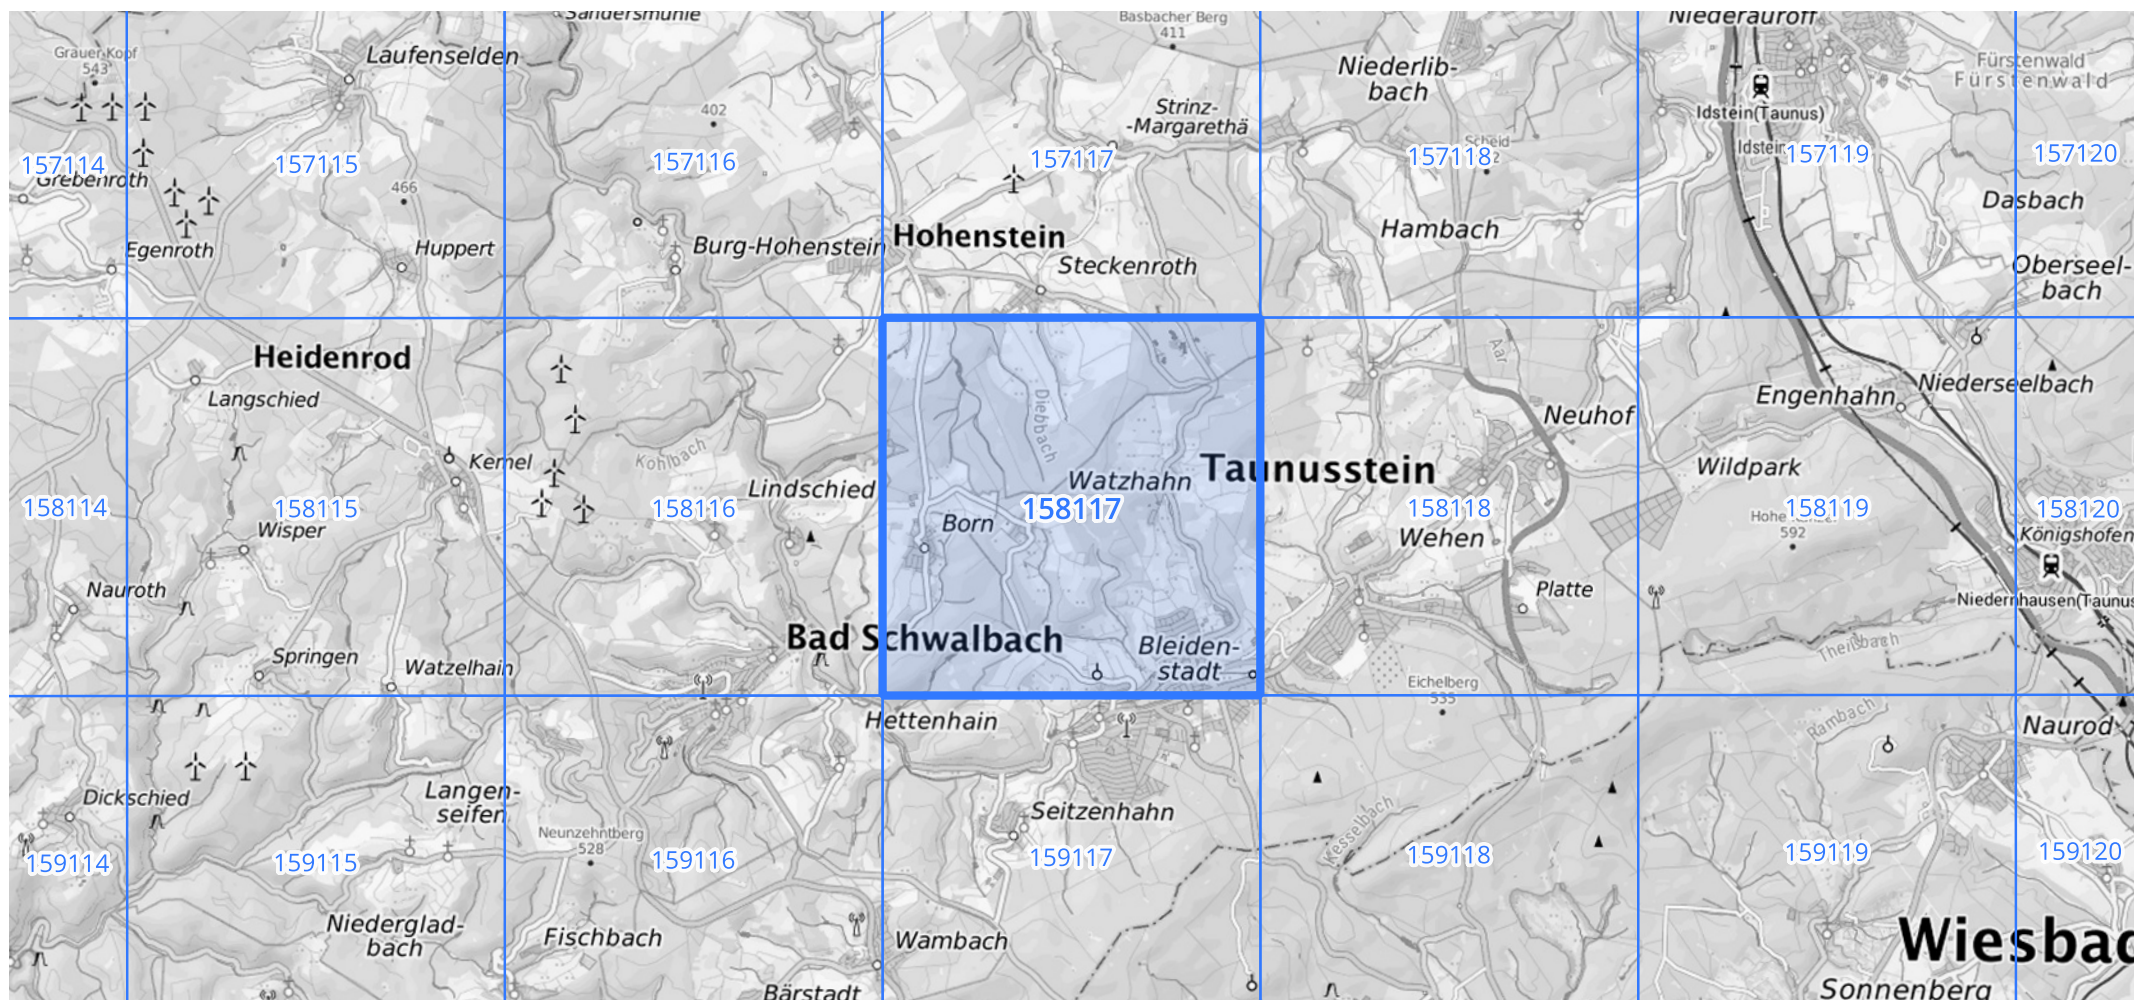 Sandersmühle
Basbacher Berg
411
Niederauroff
Grauer Kopf
543
Laufenselden
402
Niederlib-
bach
Strinz-
-Margarethä
Fürstenwald
Fürstenwald
Idstein(Taunus)
Idstein
Scheid
157114
157115
157116
157117
157118
157119
157120
Grebenroth
466
Dasbach
Egenroth
Huppert
Burg-Hohenstein
Hohenstein
Steckenroth
Hambach
Oberseel-
bach
Heidenrod
Langschied
Aar
Diebbach
Neuhof
Engenhahn
Niederseelbach
Kemel
Kohlbach
Lindschied
Watzhahn
Taunusstein
Wildpark
158114
158115
158116
158117
158118
158119
158120
Wisper
Born
Wehen
592
Königshofen
Nauroth
Platte
Niedernhausen(Taunus
Springen
Watzelhain
Bad Schwalbach
Bleiden-
stadt
Theißbach
Eichelberg
535
Hettenhain
Rambach
Naurod
Dickschied
Langen-
seifen
Neunzehntberg
528
Seitzenhahn
Kesselbach
159114
159115
159116
159117
159118
159119
159120
Niederglad-
bach
Fischbach
Wambach
Wiesbad
Bärstadt
Sonnenberg